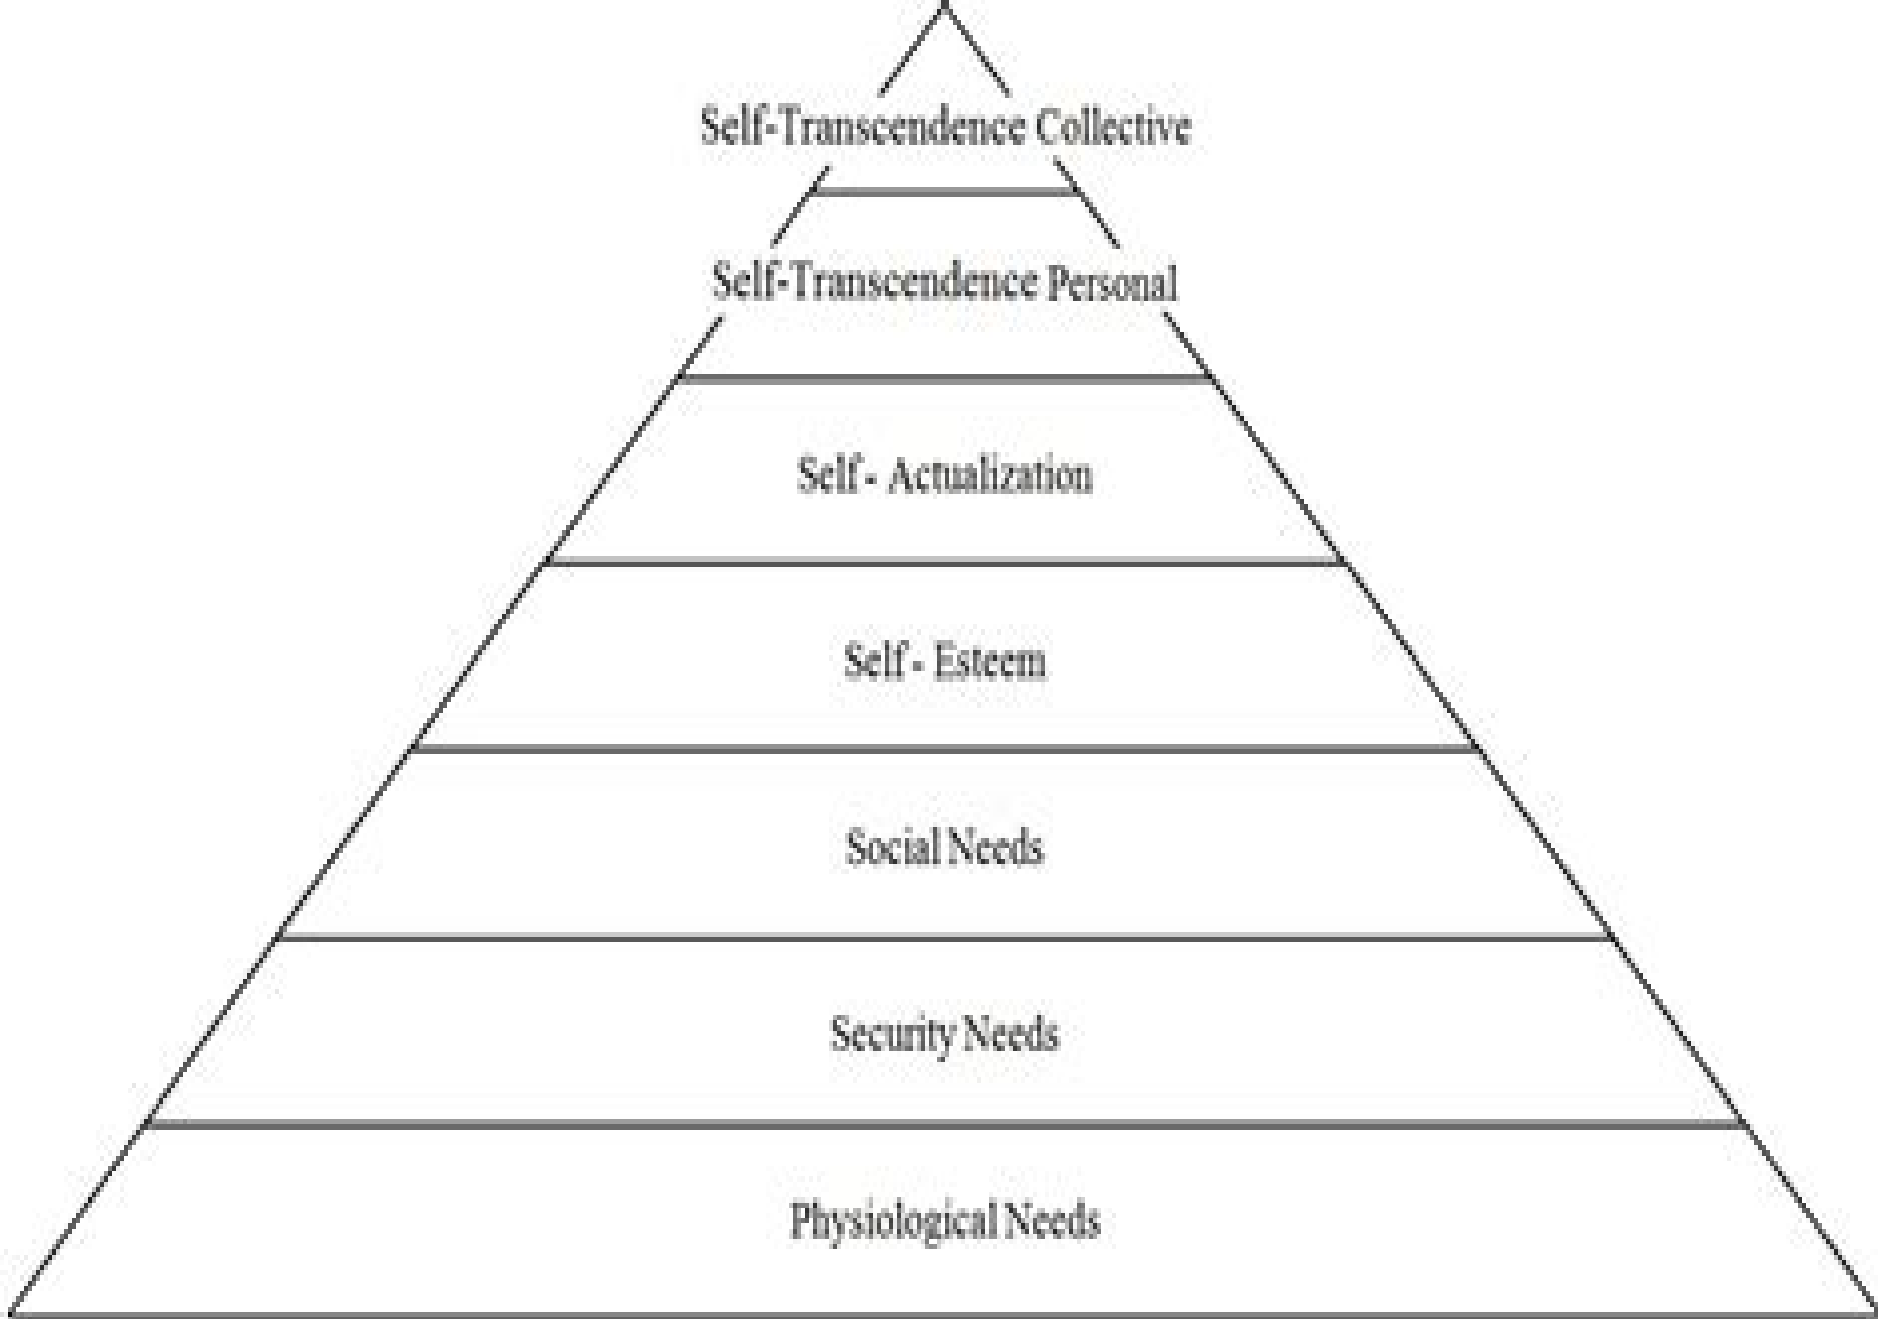 Self-Transcendence Collective
Self-Transcendence Personal
Self - Actualization
Self - Esteem
Social Needs
Security Needs
Physiological Needs